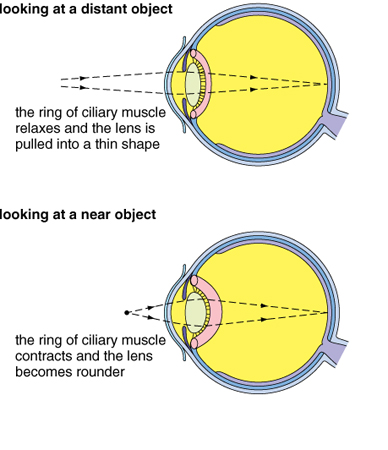 looking at a distant object
the ring of ciliary muscle
relaxes and the lens is
pulled into a thin shape
looking at a near object
the ring of ciliary muscle
contracts and the lens
becomes rounder